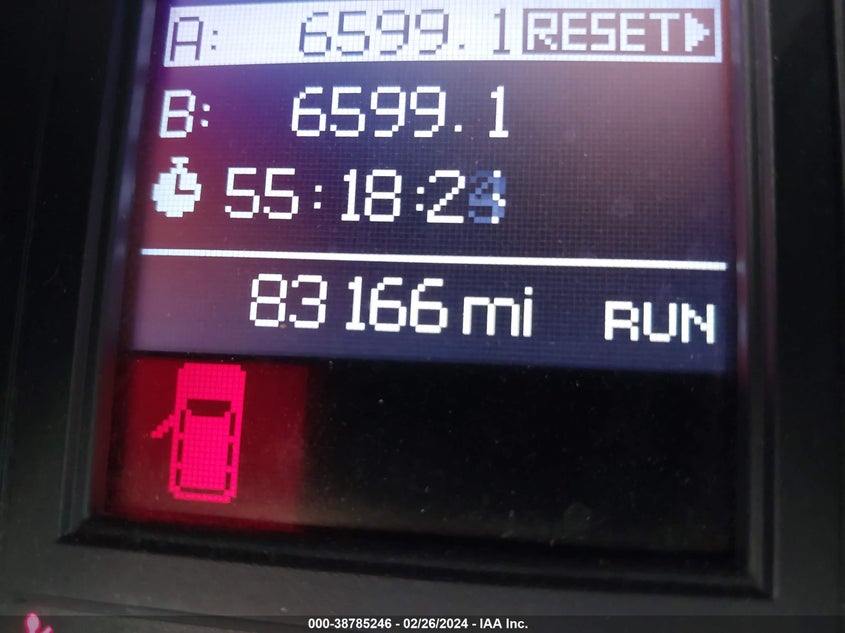 A: 6599.1 RESET
B: 6599.1
55:18:2
83166 mi RUN
000-38785246 - 02/26/2024 - IAA Inc.